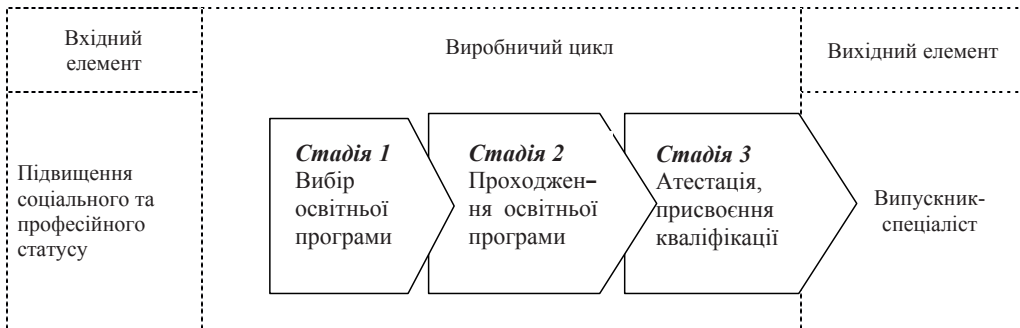 Вхідний
елемент
Виробничий цикл
Вихідний елемент
Підвищення
соціального та
професійного
статусу
Стадія 1
Вибір
освітньої
програми
Стадія 2
Проходжен–
ня освітньої
програми
Стадія 3
Атестація,
присвоєння
кваліфікації
Випускник-
спеціаліст